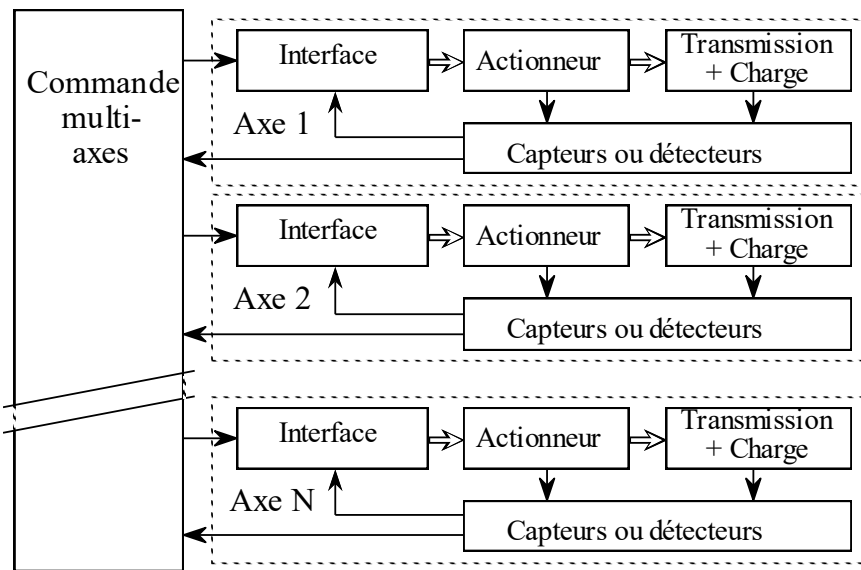 Commande
multi-
axes
Interface
Actionneur
Transmission
+ Charge
Axe 1
Capteurs ou détecteurs
Interface
Actionneur
Transmission
+ Charge
Axe 2
Capteurs ou détecteurs
Interface
Actionneur
Transmission
+ Charge
Axe N
Capteurs ou détecteurs